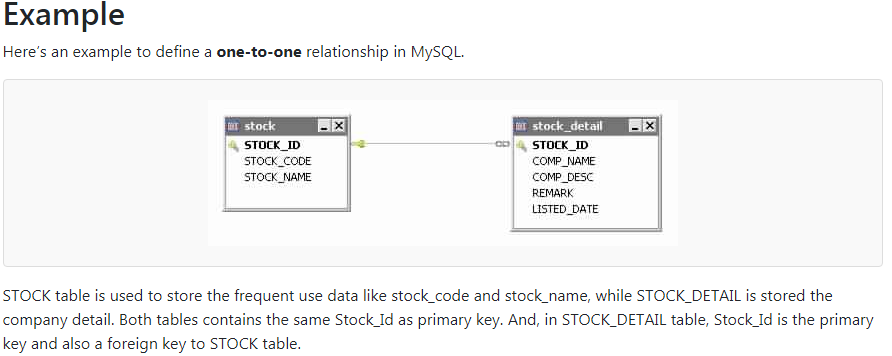 Example
Here's an example to define a one-to-one relationship in MySQL.
stock
STOCK_ID
STOCK_CODE
STOCK_NAME
stock_detail
STOCK_ID
COMP_NAME
COMP_DESC
REMARK
LISTED_DATE
STOCK table is used to store the frequent use data like stock_code and stock_name, while STOCK_DETAIL is stored the
company detail. Both tables contains the same Stock_Id as primary key. And, in STOCK_DETAIL table, Stock_Id is the primary
key and also a foreign key to STOCK table.